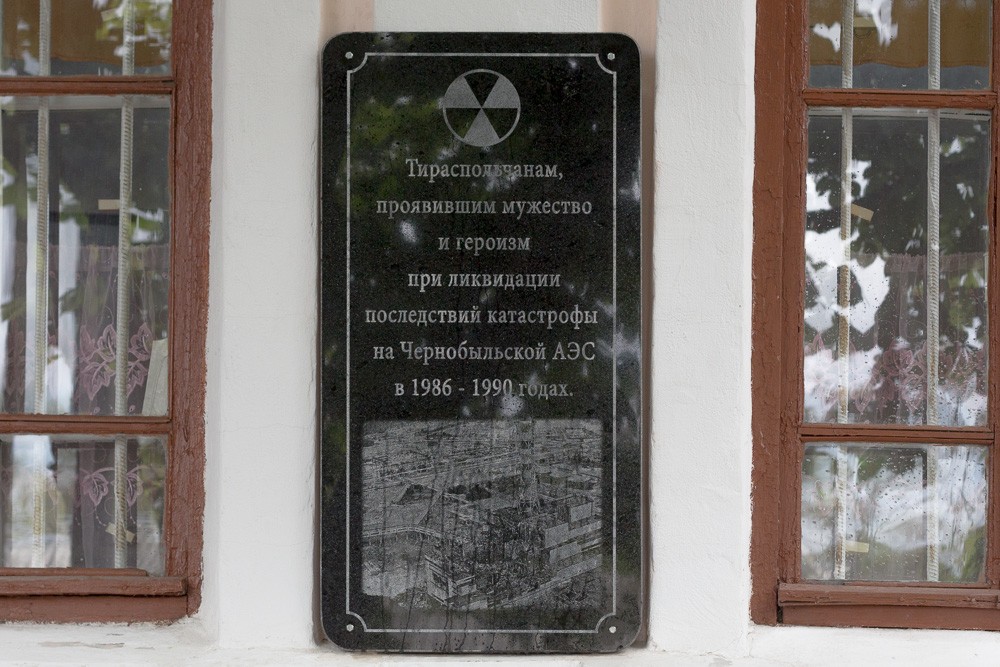 Тираспольчанам,
проявившим мужество
и героизм
при ликвидации
последствий катастрофы
на Чернобыльской АЭС
в 1986 - 1990 годах.